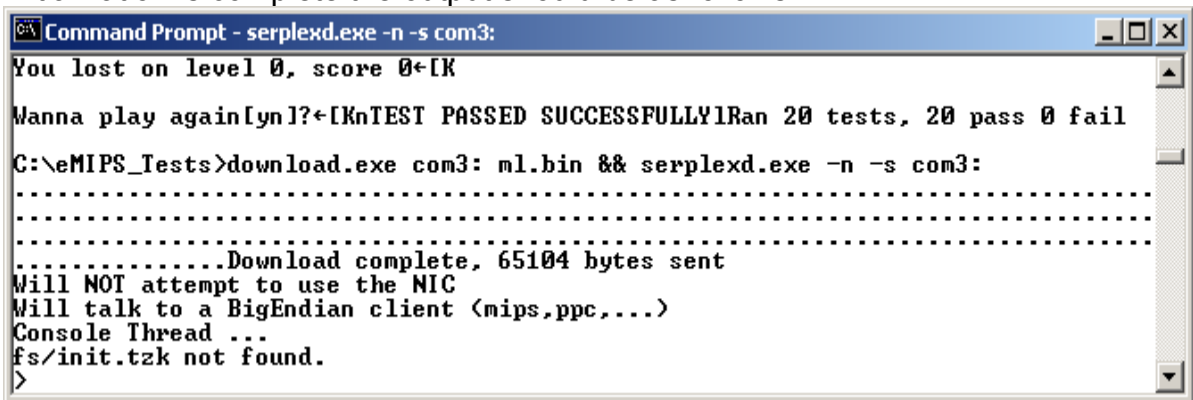 Command Prompt - serplexd.exe -n -s com3:
You lost on level 0, score 0←[K
Wanna play again[yn]?←[KnTEST PASSED SUCCESSFULLYlRan 20 tests, 20 pass 0 fail
C:\eMIPS_Tests>download.exe com3: ml.bin && serplexd.exe -n -s com3:
................................................................................
................................................................................
................................................................................
...............Download complete, 65104 bytes sent
Will NOT attempt to use the NIC
Will talk to a BigEndian client (mips,ppc,....)
Console Thread ...
fs/init.tzk not found.
>